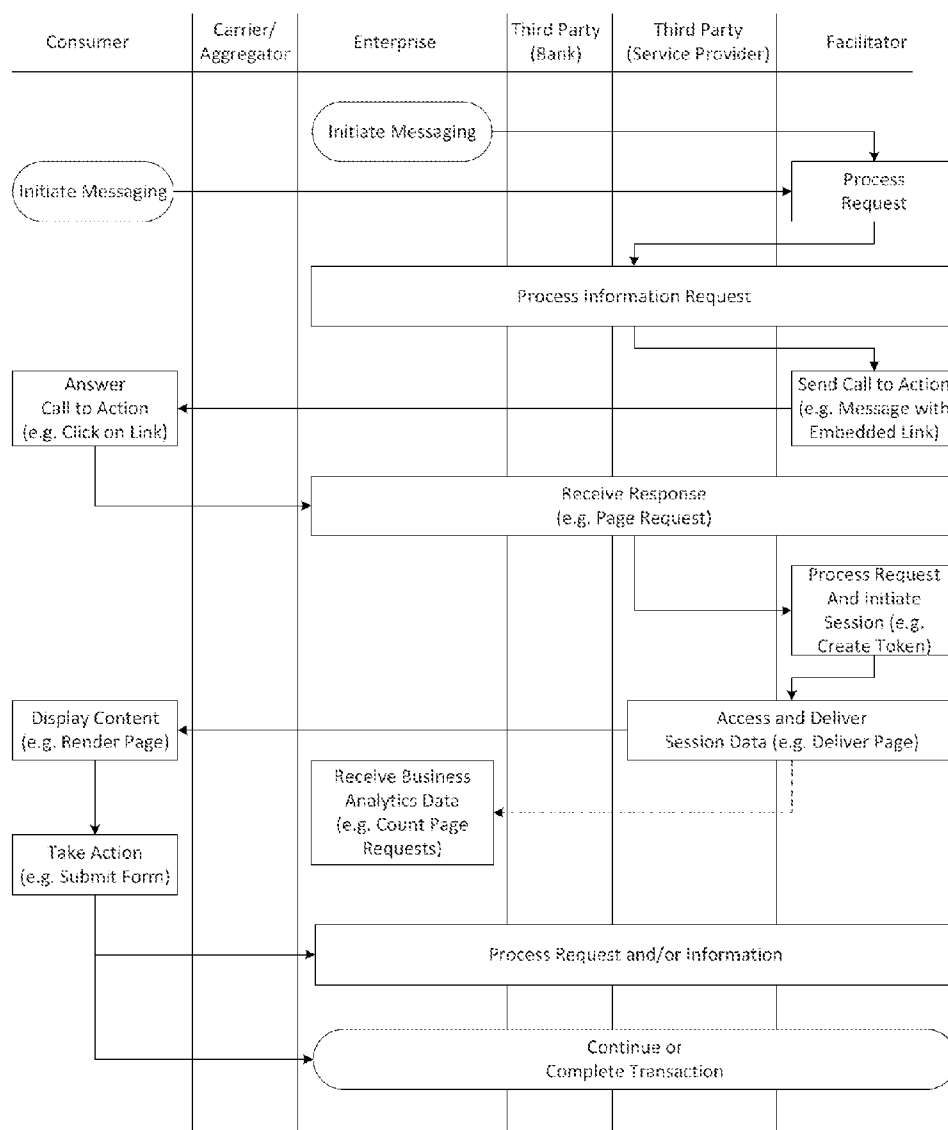 Consumer
Carrier/
Aggregator
Enterprise
Third Party
(Bank)
Third Party
(Service Provider)
Facilitator
Initiate Messaging
Initiate Messaging
Process
Request
Process Information Request
Answer
Call to Action
(e.g. Click on Link)
Send Call to Action
(e.g. Message with
Embedded Link)
Receive Response
(e.g. Page Request)
Process Request
And Initiate
Session (e.g.
Create Token)
Display Content
(e.g. Render Page)
Access and Deliver
Session Data (e.g. Deliver Page)
Receive Business
Analytics Data
(e.g. Count Page
Requests)
Take Action
(e.g. Submit Form)
Process Request and/or Information
Continue or
Complete Transaction